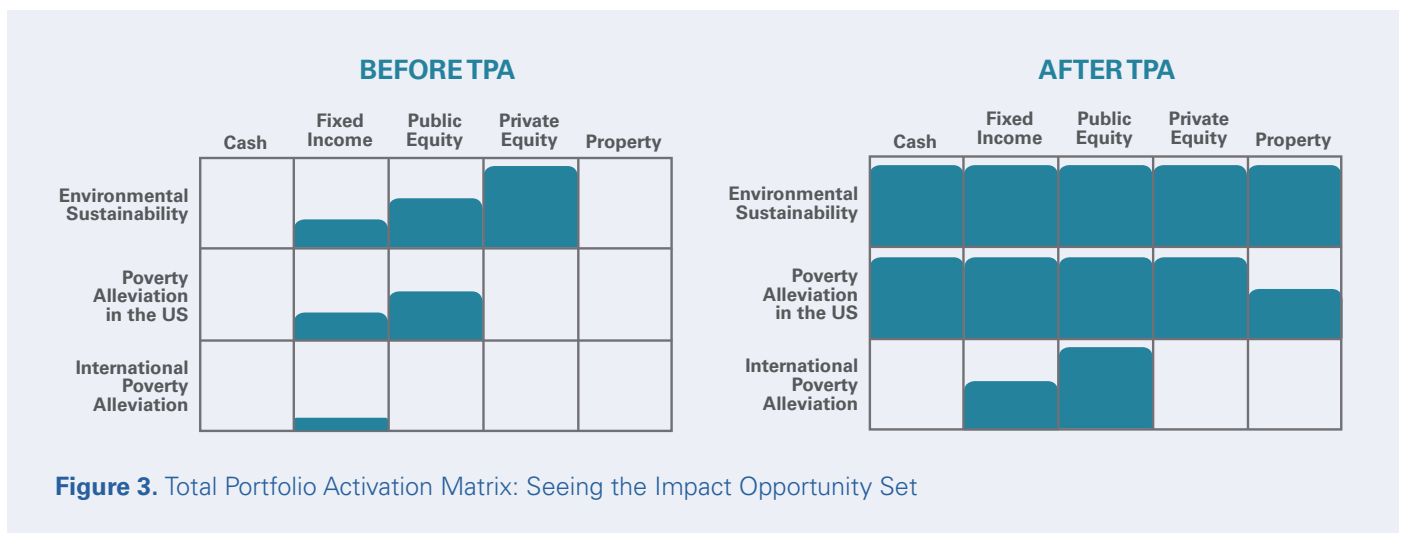 BEFORE TPA
Cash
Fixed
Income
Public
Equity
Private
Equity
Property
Environmental
Sustainability
Poverty
Alleviation
in the US
International
Poverty
Alleviation
AFTER TPA
Cash
Fixed
Income
Public
Equity
Private
Equity
Property
Environmental
Sustainability
Poverty
Alleviation
in the US
International
Poverty
Alleviation
Figure 3. Total Portfolio Activation Matrix: Seeing the Impact Opportunity Set